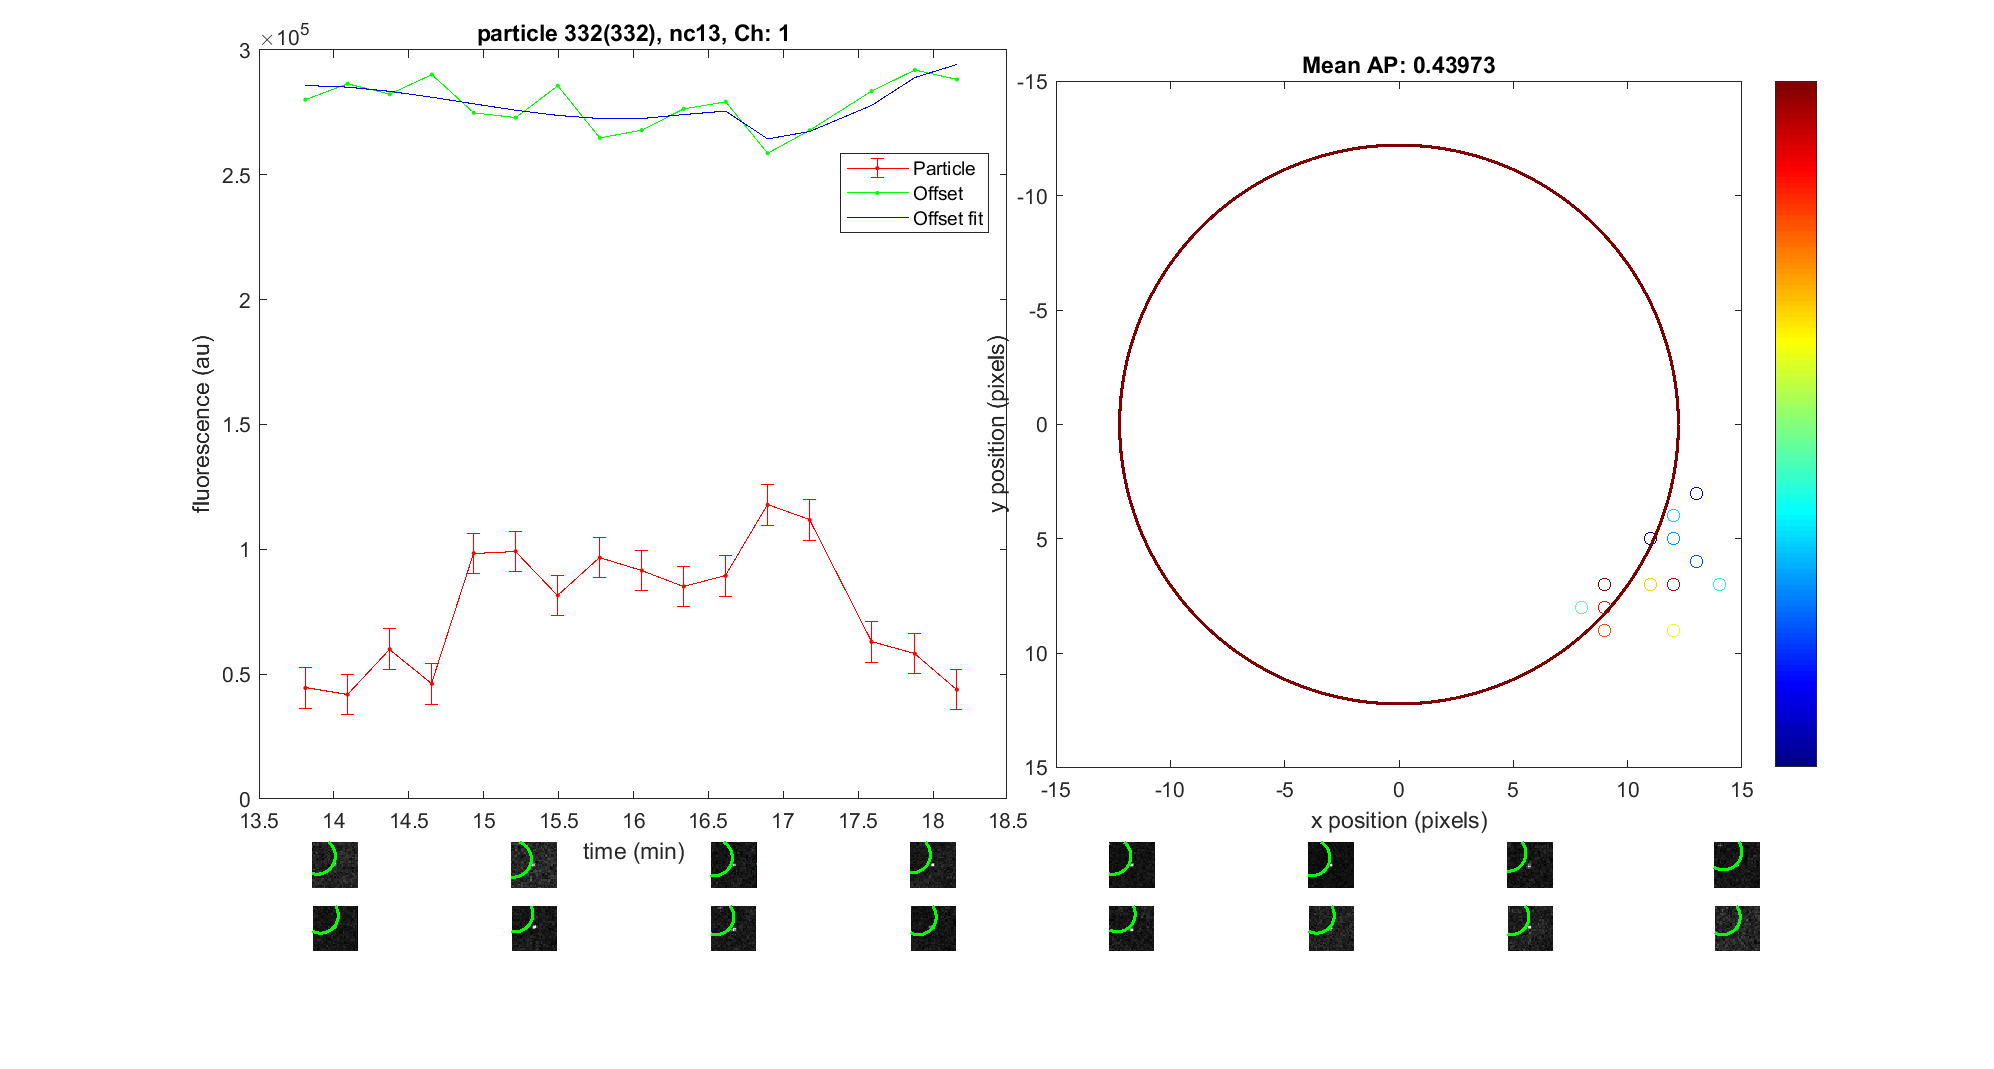 particle 332(332), nc13, Ch: 1
×10^5
3
2.5
2
1.5
1
0.5
0
fluorescence (au)
13.5 14 14.5 15 15.5 16 16.5 17 17.5 18 18.5
time (min)
Particle
Offset
Offset fit
Mean AP: 0.43973
-15
-10
-5
0
5
10
15
y position (pixels)
-15 -10 -5 0 5 10 15
x position (pixels)